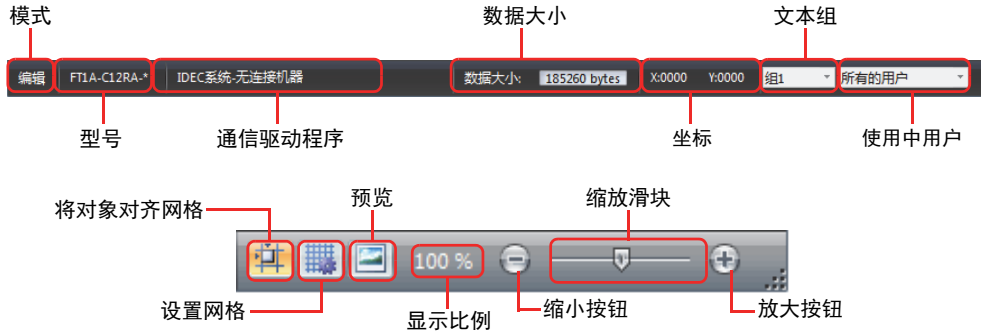 模式
数据大小
文本组
编辑 FT1A-C12RA-* IDEC系统-无连接机器 数据大小: 185260 bytes X:0000 Y:0000 组1 所有的用户
型号
通信驱动程序
坐标
使用中用户
将对象对齐网格
预览
缩放滑块
100 %
设置网格
显示比例
缩小按钮
放大按钮